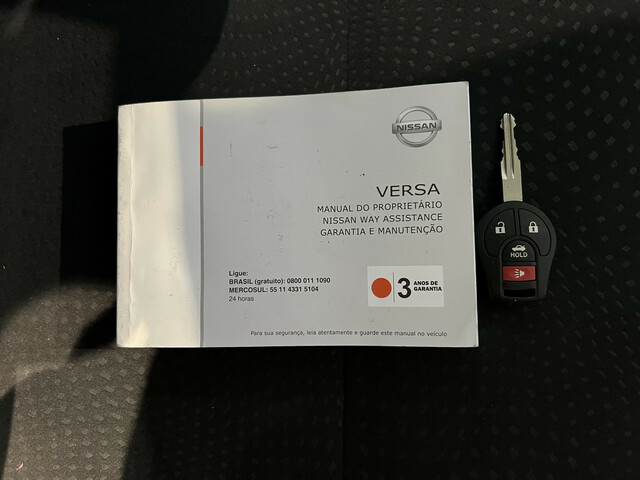 NISSAN
VERSA
MANUAL DO PROPRIETÁRIO
NISSAN WAY ASSISTANCE
GARANTIA E MANUTENÇÃO
Ligue:
BRASIL (gratuito): 0800 011 1090
MERCOSUL: 55 11 4331 5104
24 horas
3 ANOS DE
GARANTIA
Para sua segurança, leia atentamente e guarde este manual no veículo
HOLD